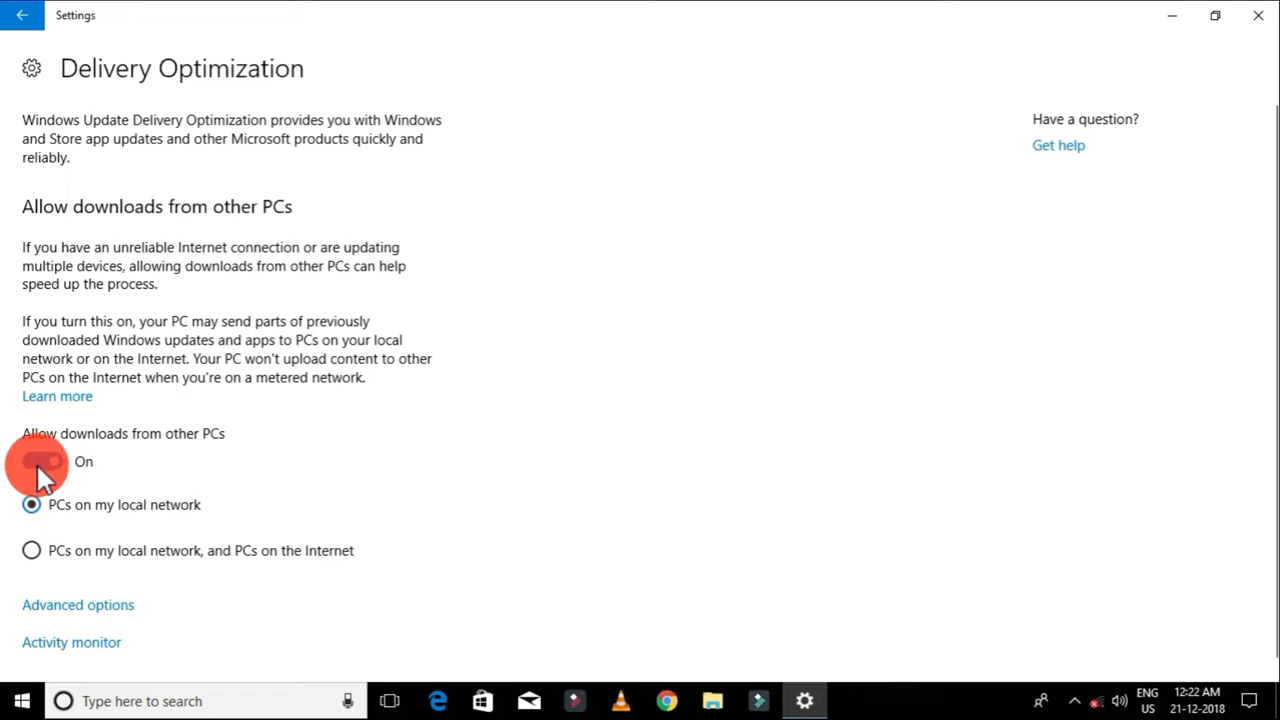 Settings
Delivery Optimization
Windows Update Delivery Optimization provides you with Windows
and Store app updates and other Microsoft products quickly and
reliably.
Have a question?
Get help
Allow downloads from other PCs
If you have an unreliable Internet connection or are updating
multiple devices, allowing downloads from other PCs can help
speed up the process.
If you turn this on, your PC may send parts of previously
downloaded Windows updates and apps to PCs on your local
network or on the Internet. Your PC won't upload content to other
PCs on the Internet when you're on a metered network.
Learn more
Allow downloads from other PCs
On
PCs on my local network
PCs on my local network, and PCs on the Internet
Advanced options
Activity monitor
Type here to search
ENG
US
12:22 AM
21-12-2018